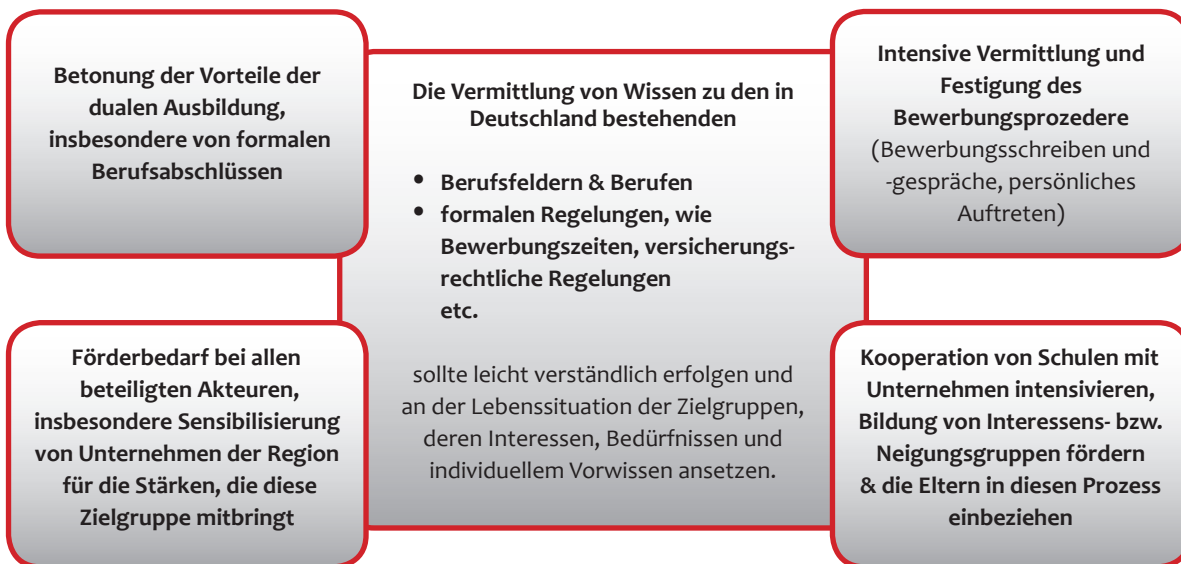 Betonung der Vorteile der
dualen Ausbildung,
insbesondere von formalen
Berufsabschlüssen
Die Vermittlung von Wissen zu den in
Deutschland bestehenden
• Berufsfeldern & Berufen
• formalen Regelungen, wie
Bewerbungszeiten, versicherungs-
rechtliche Regelungen
etc.
sollte leicht verständlich erfolgen und
an der Lebenssituation der Zielgruppen,
deren Interessen, Bedürfnissen und
individuellem Vorwissen ansetzen.
Intensive Vermittlung und
Festigung des
Bewerbungsprozedere
(Bewerbungsschreiben und
-gespräche, persönliches
Auftreten)
Förderbedarf bei allen
beteiligten Akteuren,
insbesondere Sensibilisierung
von Unternehmen der Region
für die Stärken, die diese
Zielgruppe mitbringt
Kooperation von Schulen mit
Unternehmen intensivieren,
Bildung von Interessens- bzw.
Neigungsgruppen fördern
& die Eltern in diesen Prozess
einbeziehen